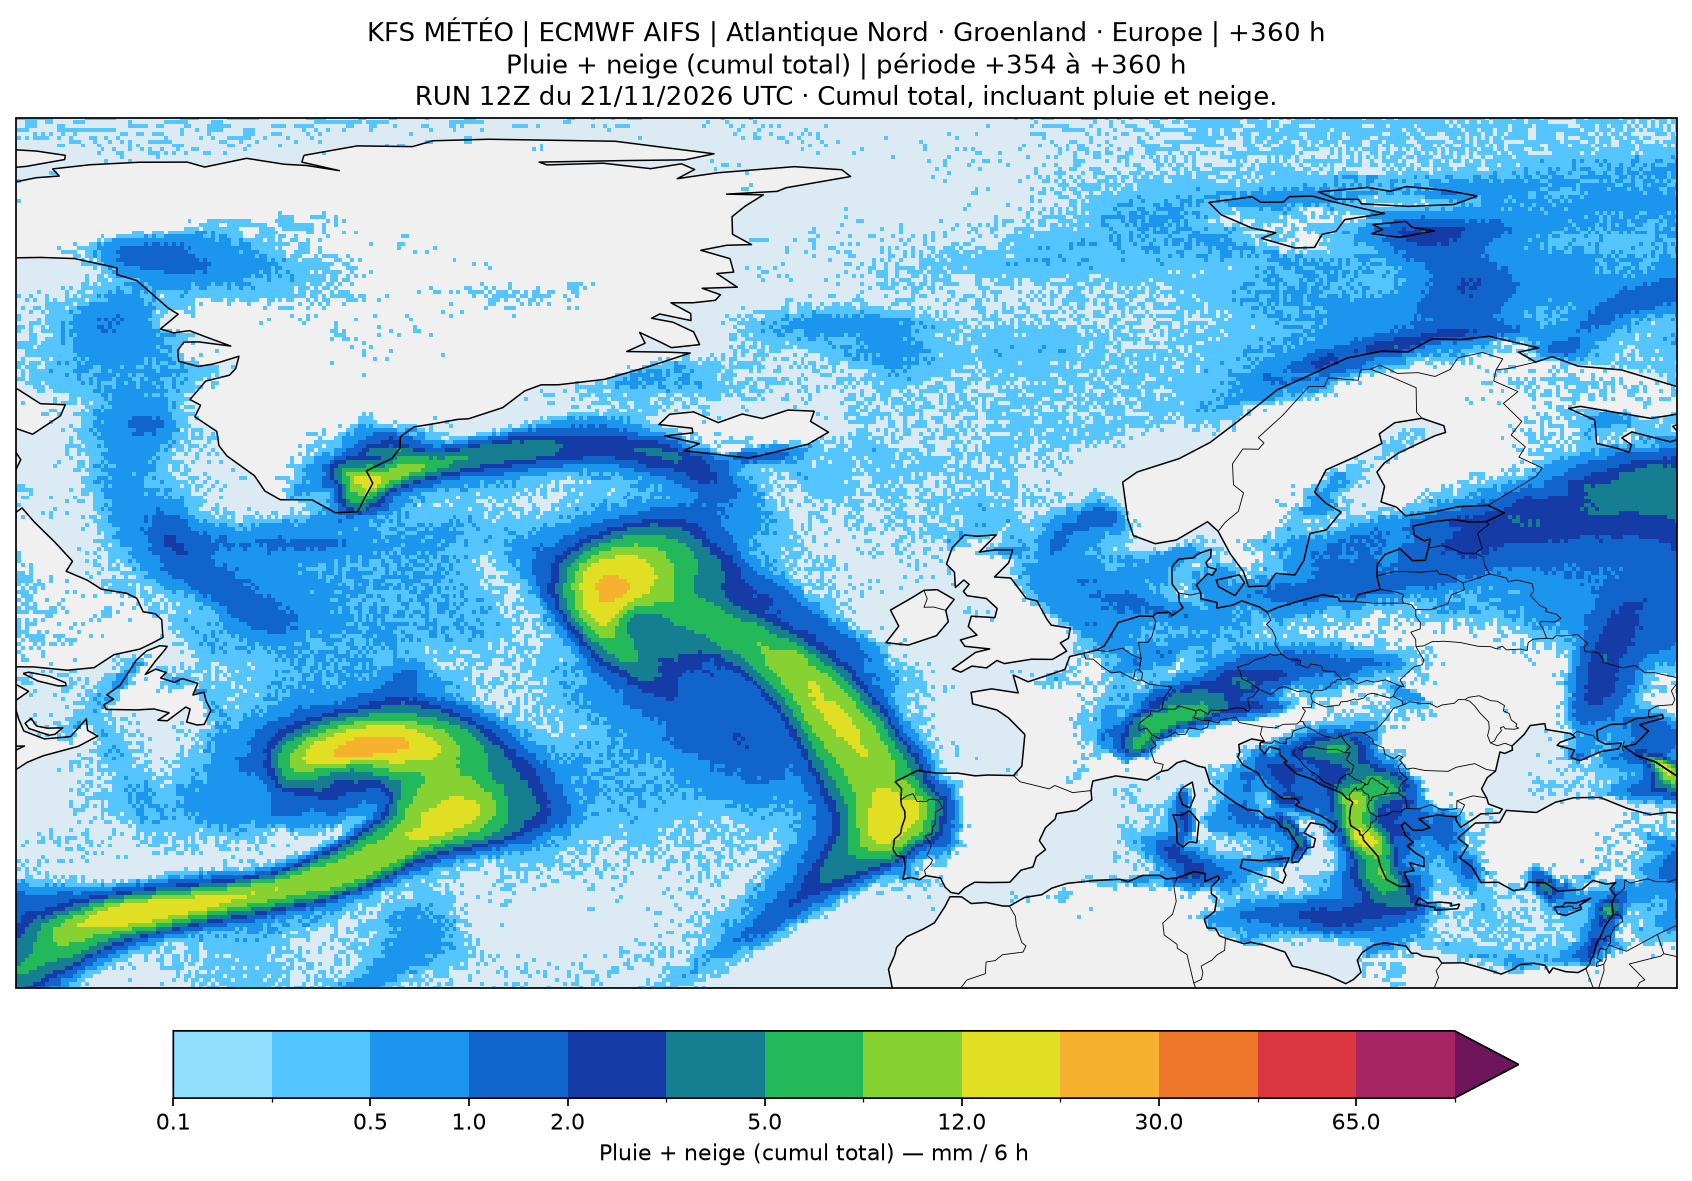 KFS MÉTÉO | ECMWF AIFS | Atlantique Nord · Groenland · Europe | +360 h
Pluie + neige (cumul total) | période +354 à +360 h
RUN 12Z du 21/11/2026 UTC · Cumul total, incluant pluie et neige.
0.1 0.5 1.0 2.0 5.0 12.0 30.0 65.0
Pluie + neige (cumul total) — mm / 6 h